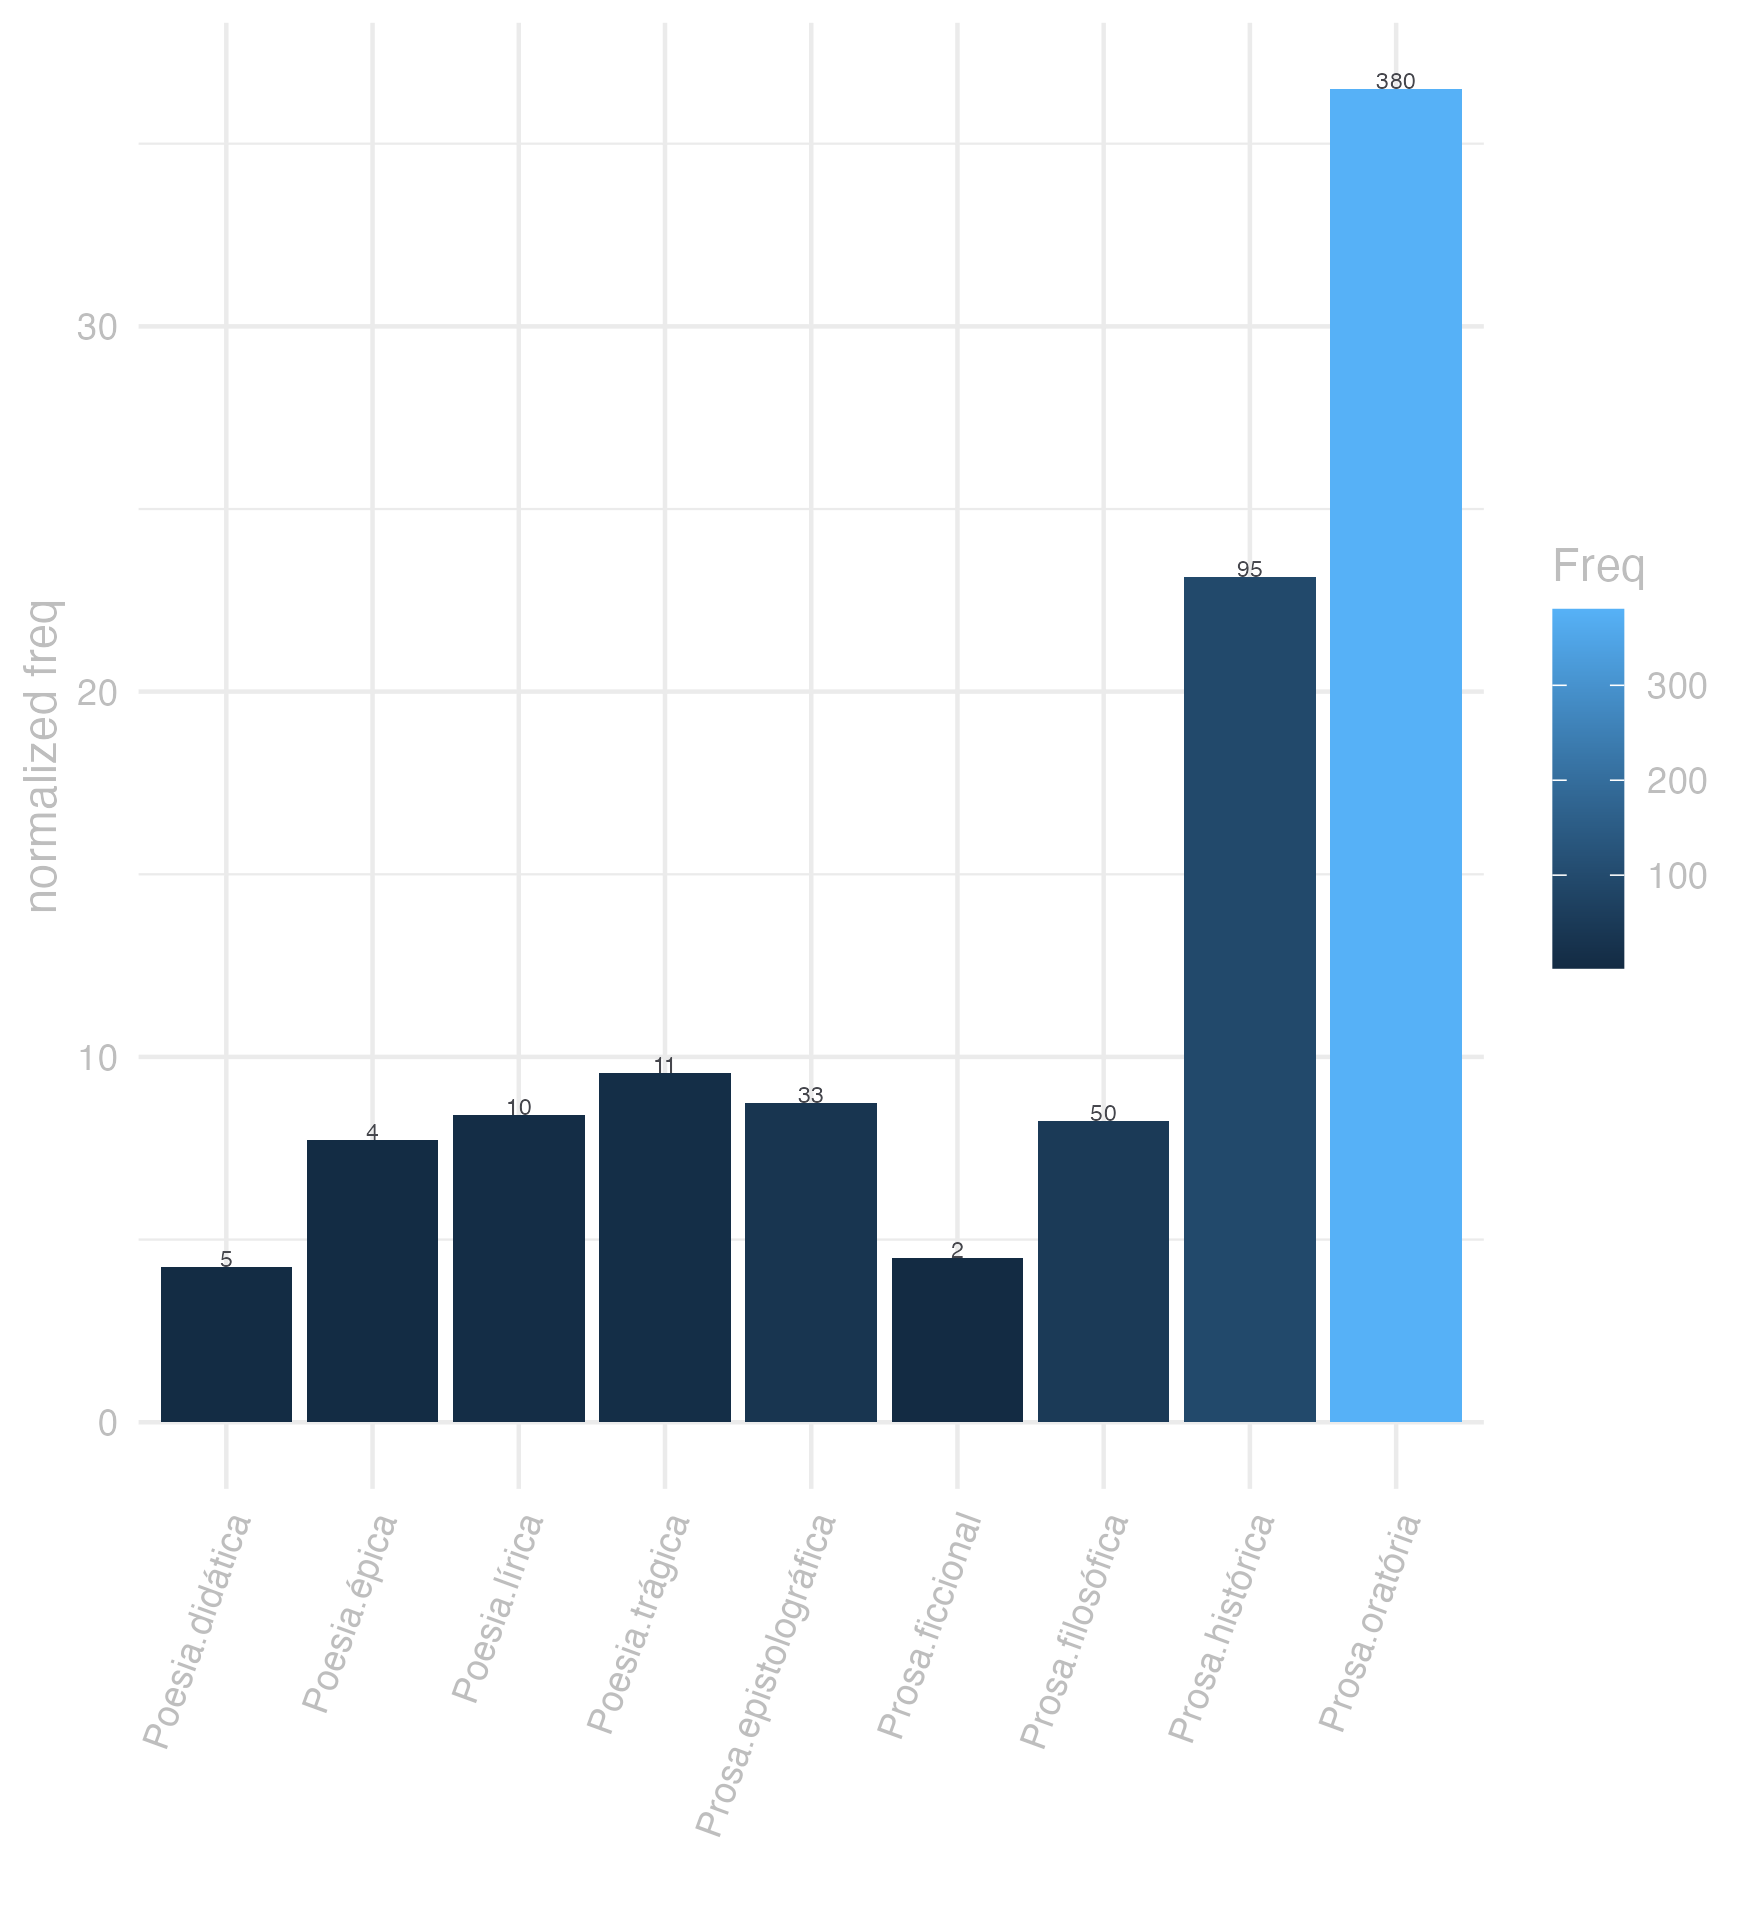 380
95
11
33
10
50
4
2
5
30
20
10
0
normalized freq
Poesia.didática
Poesia.épica
Poesia.lírica
Poesia.trágica
Prosa.epistolográfica
Prosa.ficcional
Prosa.filosófica
Prosa.histórica
Prosa.oratória
Freq
300
200
100